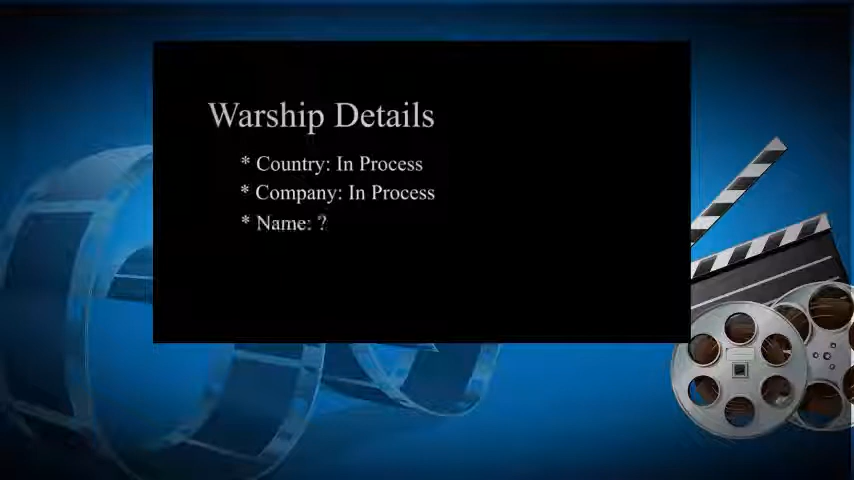 Warship Details
* Country: In Process
* Company: In Process
* Name: ?